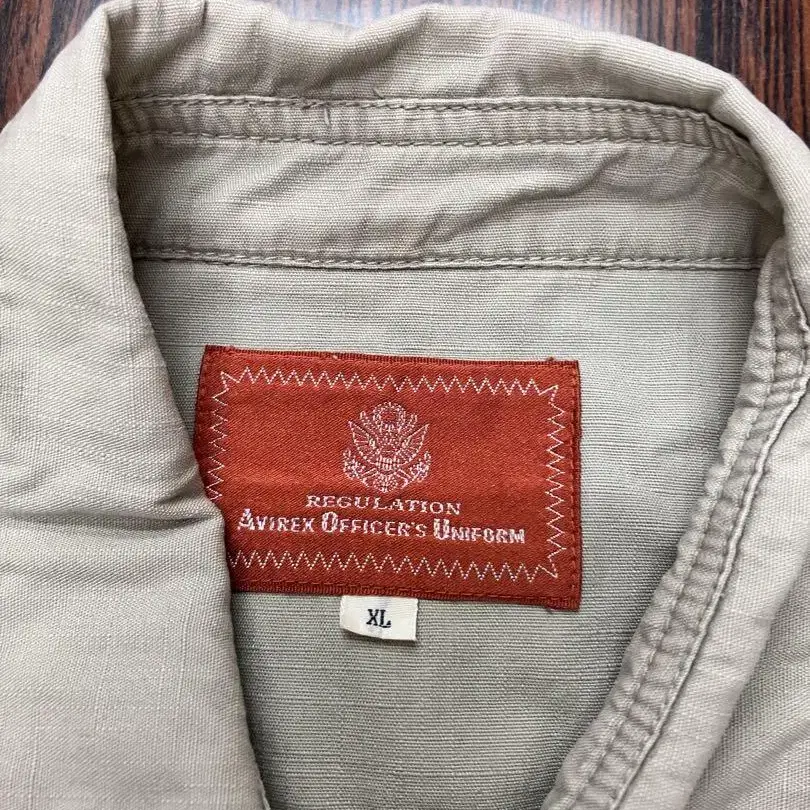 REGULATION
AVIREX OFFICER'S UNIFORM
XL